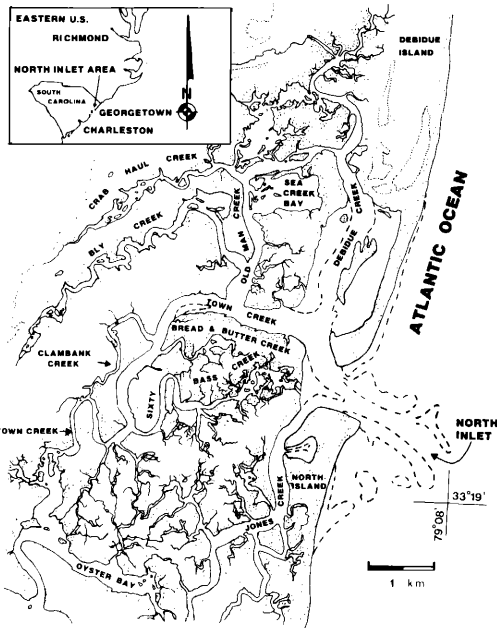 EASTERN U.S.
RICHMOND
NORTH INLET AREA
SOUTH
CAROLINA
GEORGETOWN
CHARLESTON
N
DEBIDUE
ISLAND
CRAB HAUL CREEK
BLY CREEK
OLD MAN CREEK
SEA
CREEK
BAY
DEBIDUE CREEK
ATLANTIC OCEAN
TOWN CREEK
BREAD & BUTTER CREEK
CLAMBANK
CREEK
SIXTY BASS CREEK
TOWN CREEK
NORTH
INLET
NORTH
ISLAND
JONES CREEK
OYSTER BAY
33°19'
79°08'
1 km